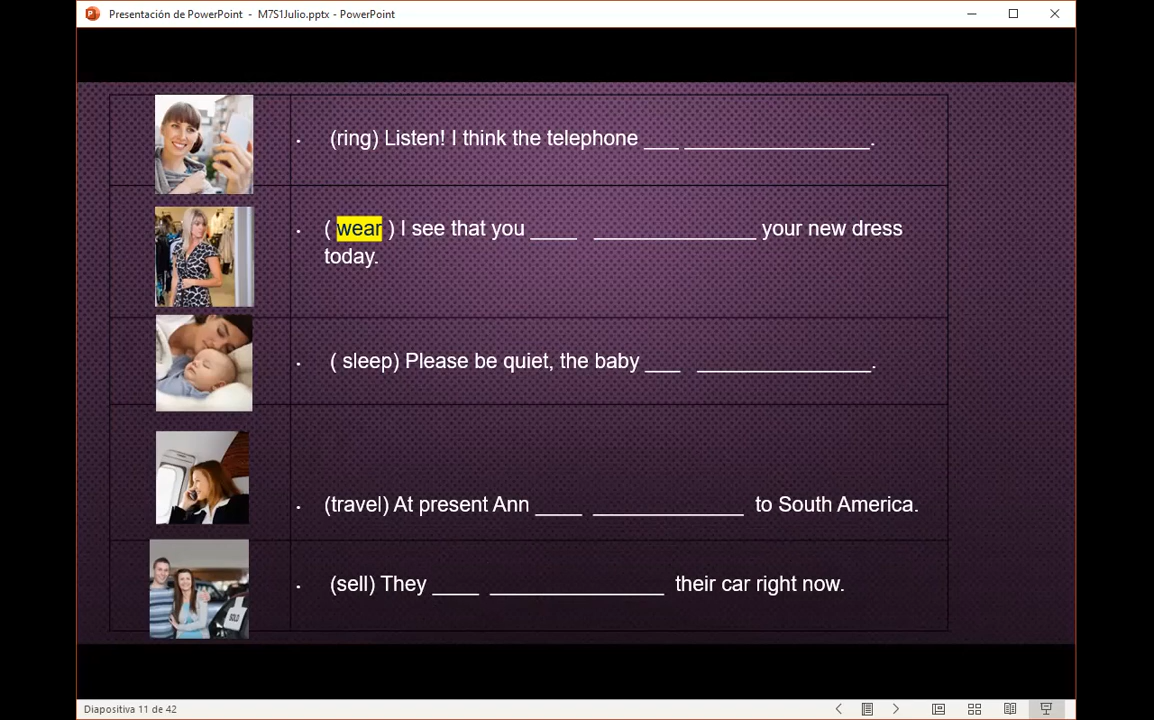 Presentación de PowerPoint - M7S1Julio.pptx - PowerPoint
(ring) Listen! I think the telephone ___ _________________.
( wear ) I see that you ____ _______________ your new dress
today.
( sleep) Please be quiet, the baby ___ ________________.
(travel) At present Ann ____ ______________ to South America.
(sell) They ____ ________________ their car right now.
SOLD
Diapositiva 11 de 42